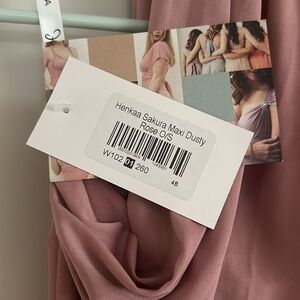 Henkaa Sakura Maxi Dusty
Rose O/S
W102 01 260
48